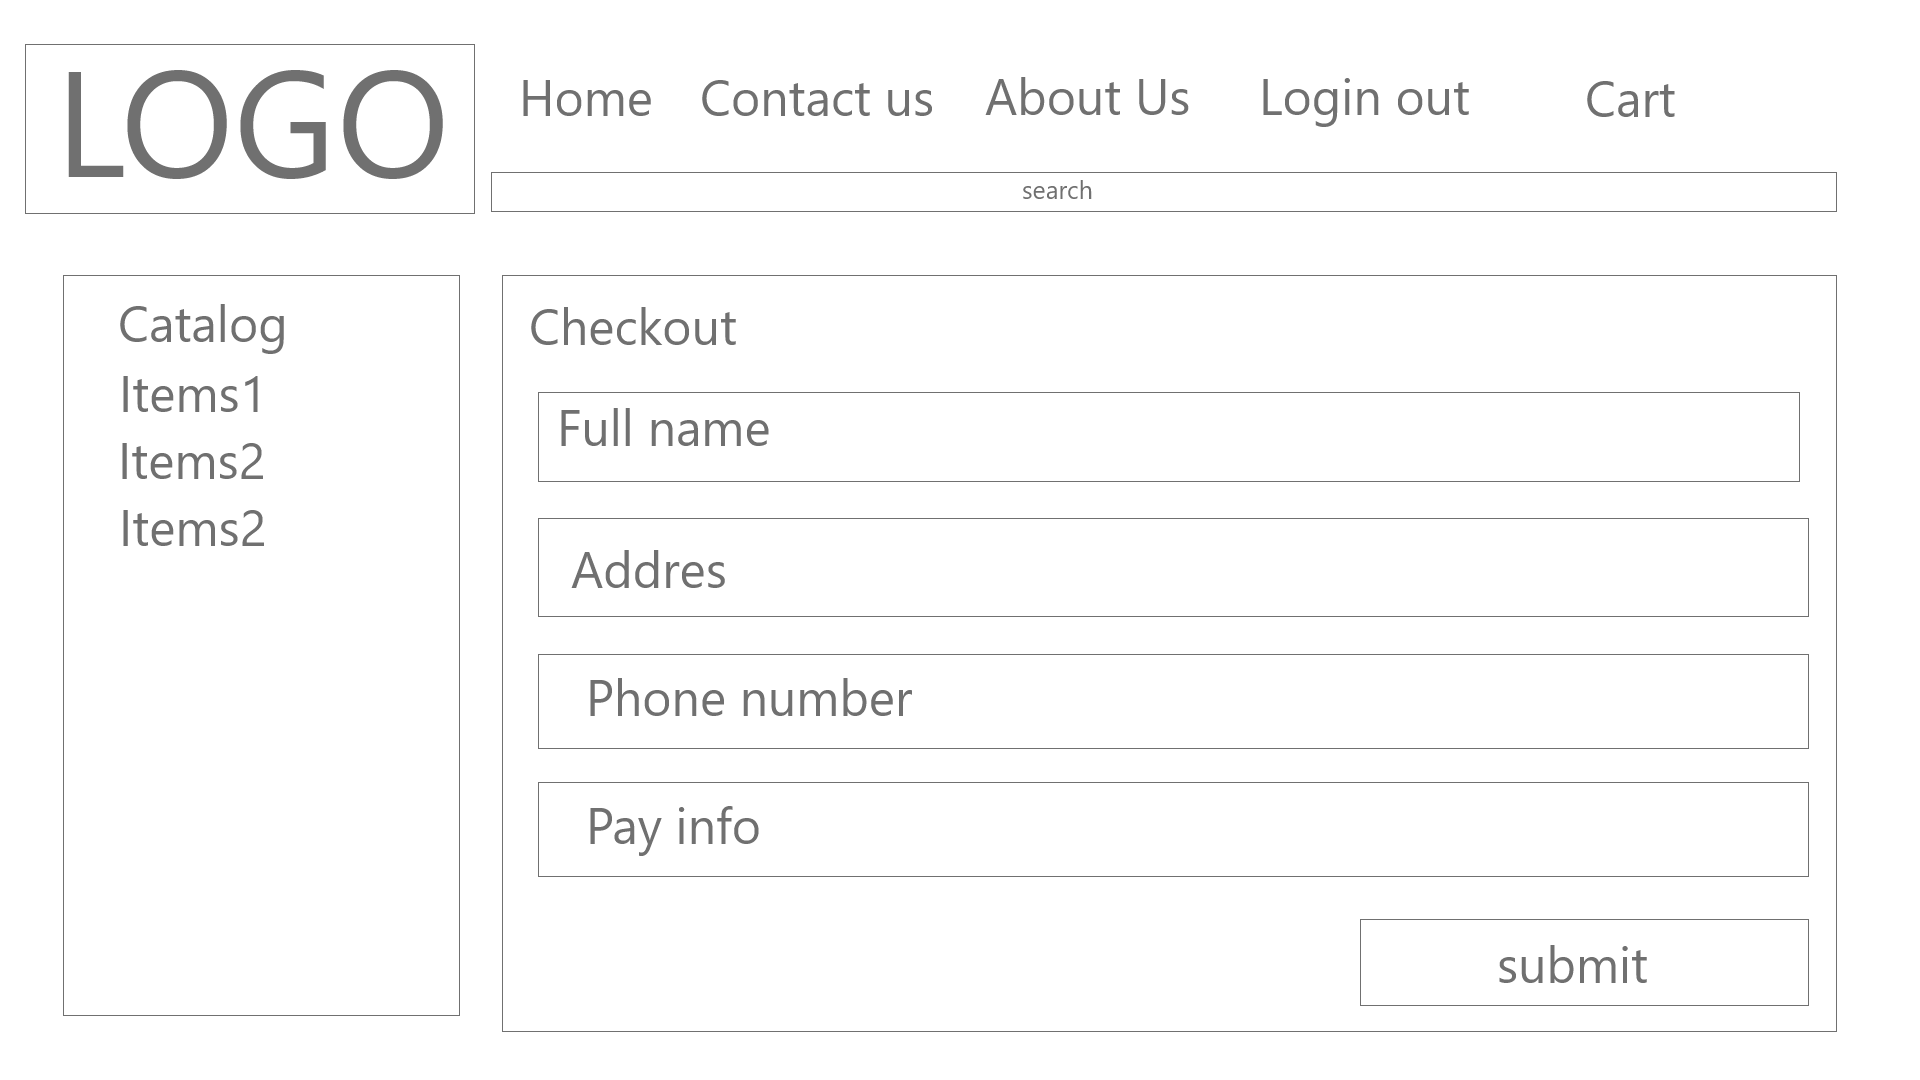 LOGO
Home Contact us About Us Login out Cart
search
Catalog
Items1
Items2
Items2
Checkout
Full name
Addres
Phone number
Pay info
submit